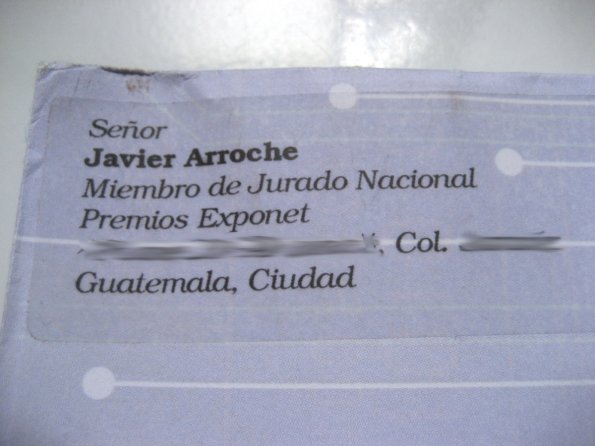 Señor
Javier Arroche
Miembro de Jurado Nacional
Premios Exponet
, Col.
Guatemala, Ciudad